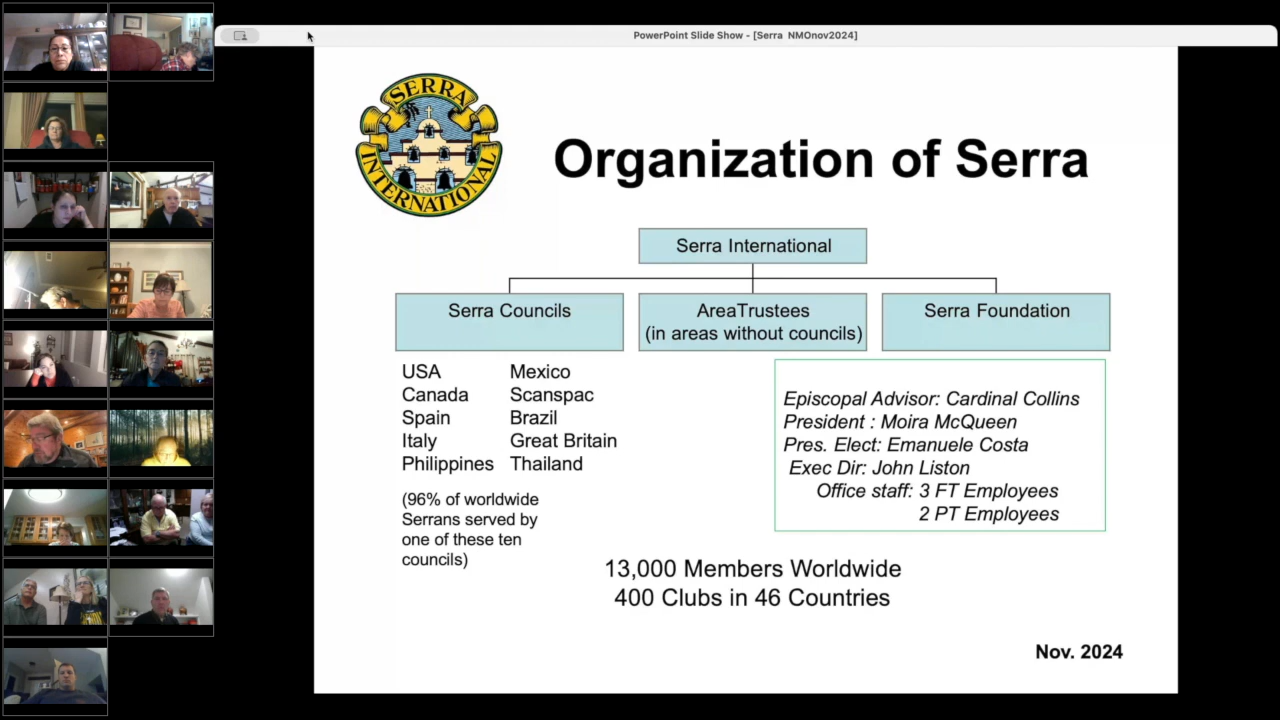 PowerPoint Slide Show - [Serra NMOnov2024]
SERRA
INTERNATIONAL
Organization of Serra
Serra International
Serra Councils
AreaTrustees
(in areas without councils)
Serra Foundation
USA Mexico
Canada Scanspac
Spain Brazil
Italy Great Britain
Philippines Thailand
(96% of worldwide
Serrans served by
one of these ten
councils)
Episcopal Advisor: Cardinal Collins
President : Moira McQueen
Pres. Elect: Emanuele Costa
Exec Dir: John Liston
Office staff: 3 FT Employees
2 PT Employees
13,000 Members Worldwide
400 Clubs in 46 Countries
Nov. 2024